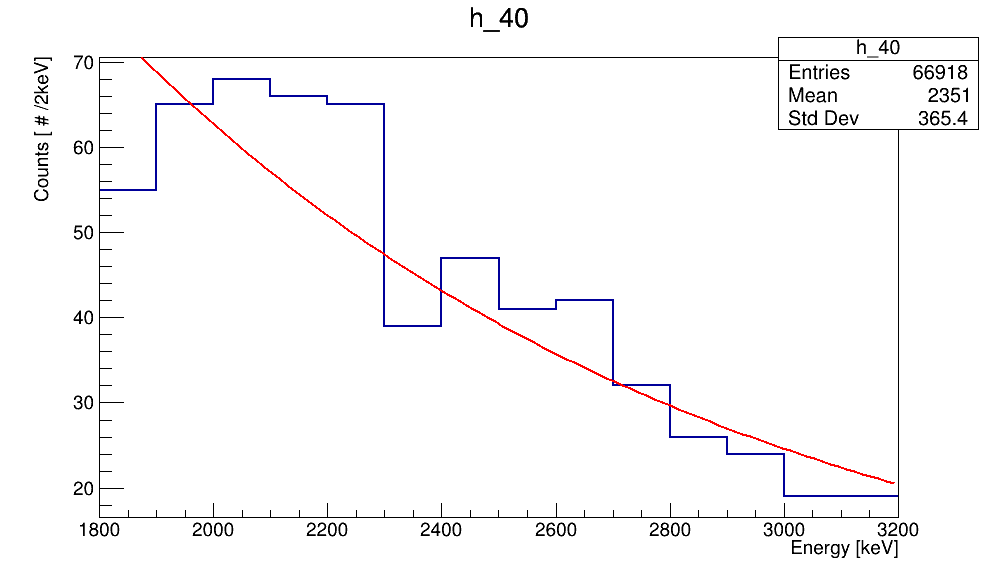 h_40
h_40
Entries 66918
Mean 2351
Std Dev 365.4
Counts [ # /2keV]
70
60
50
40
30
20
1800 2000 2200 2400 2600 2800 3000 3200
Energy [keV]